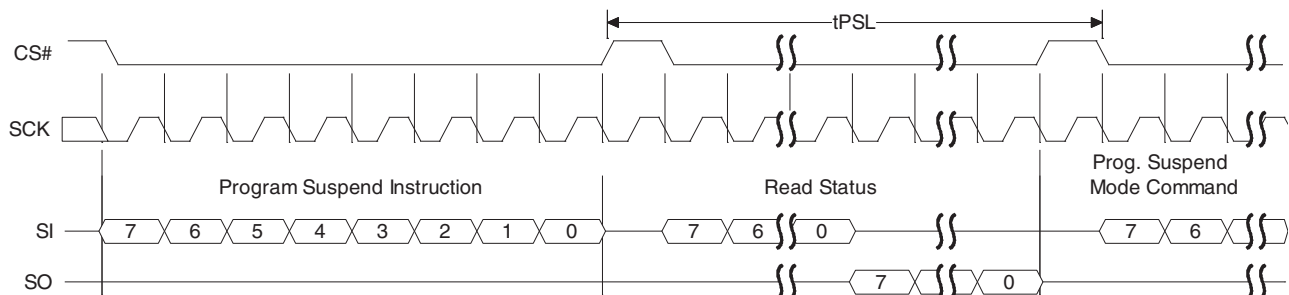 tPSL
CS#
SCK
Prog. Suspend
Program Suspend Instruction Read Status Mode Command
SI 7 6 5 4 3 2 1 0 7 6 0 7 6
SO 7 0